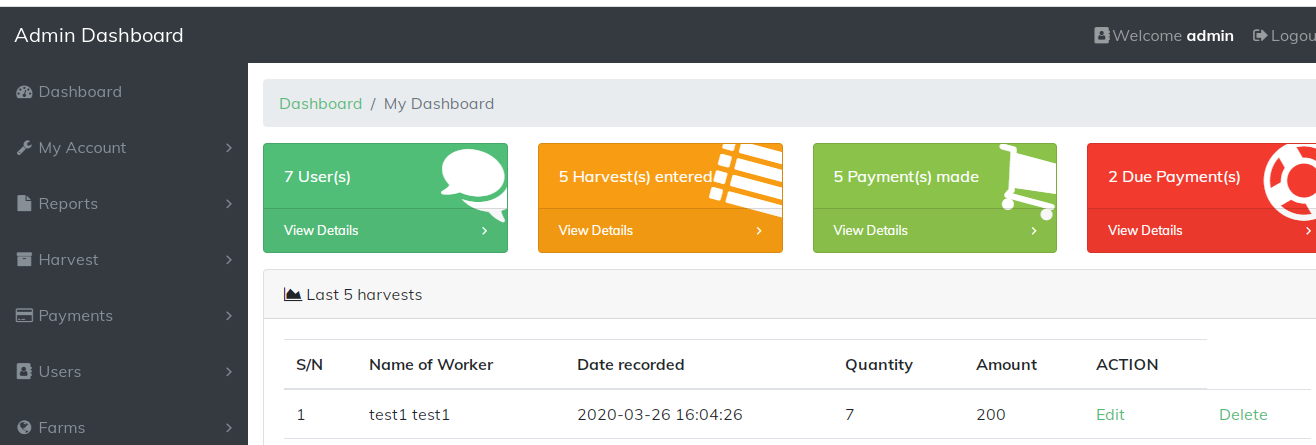 Admin Dashboard
Welcome admin
Logou
Dashboard
My Account
Reports
Harvest
Payments
Users
Farms
Dashboard / My Dashboard
7 User(s)
View Details
5 Harvest(s) entered
View Details
5 Payment(s) made
View Details
2 Due Payment(s)
View Details
Last 5 harvests
S/N Name of Worker Date recorded Quantity Amount ACTION
1 test1 test1 2020-03-26 16:04:26 7 200 Edit Delete